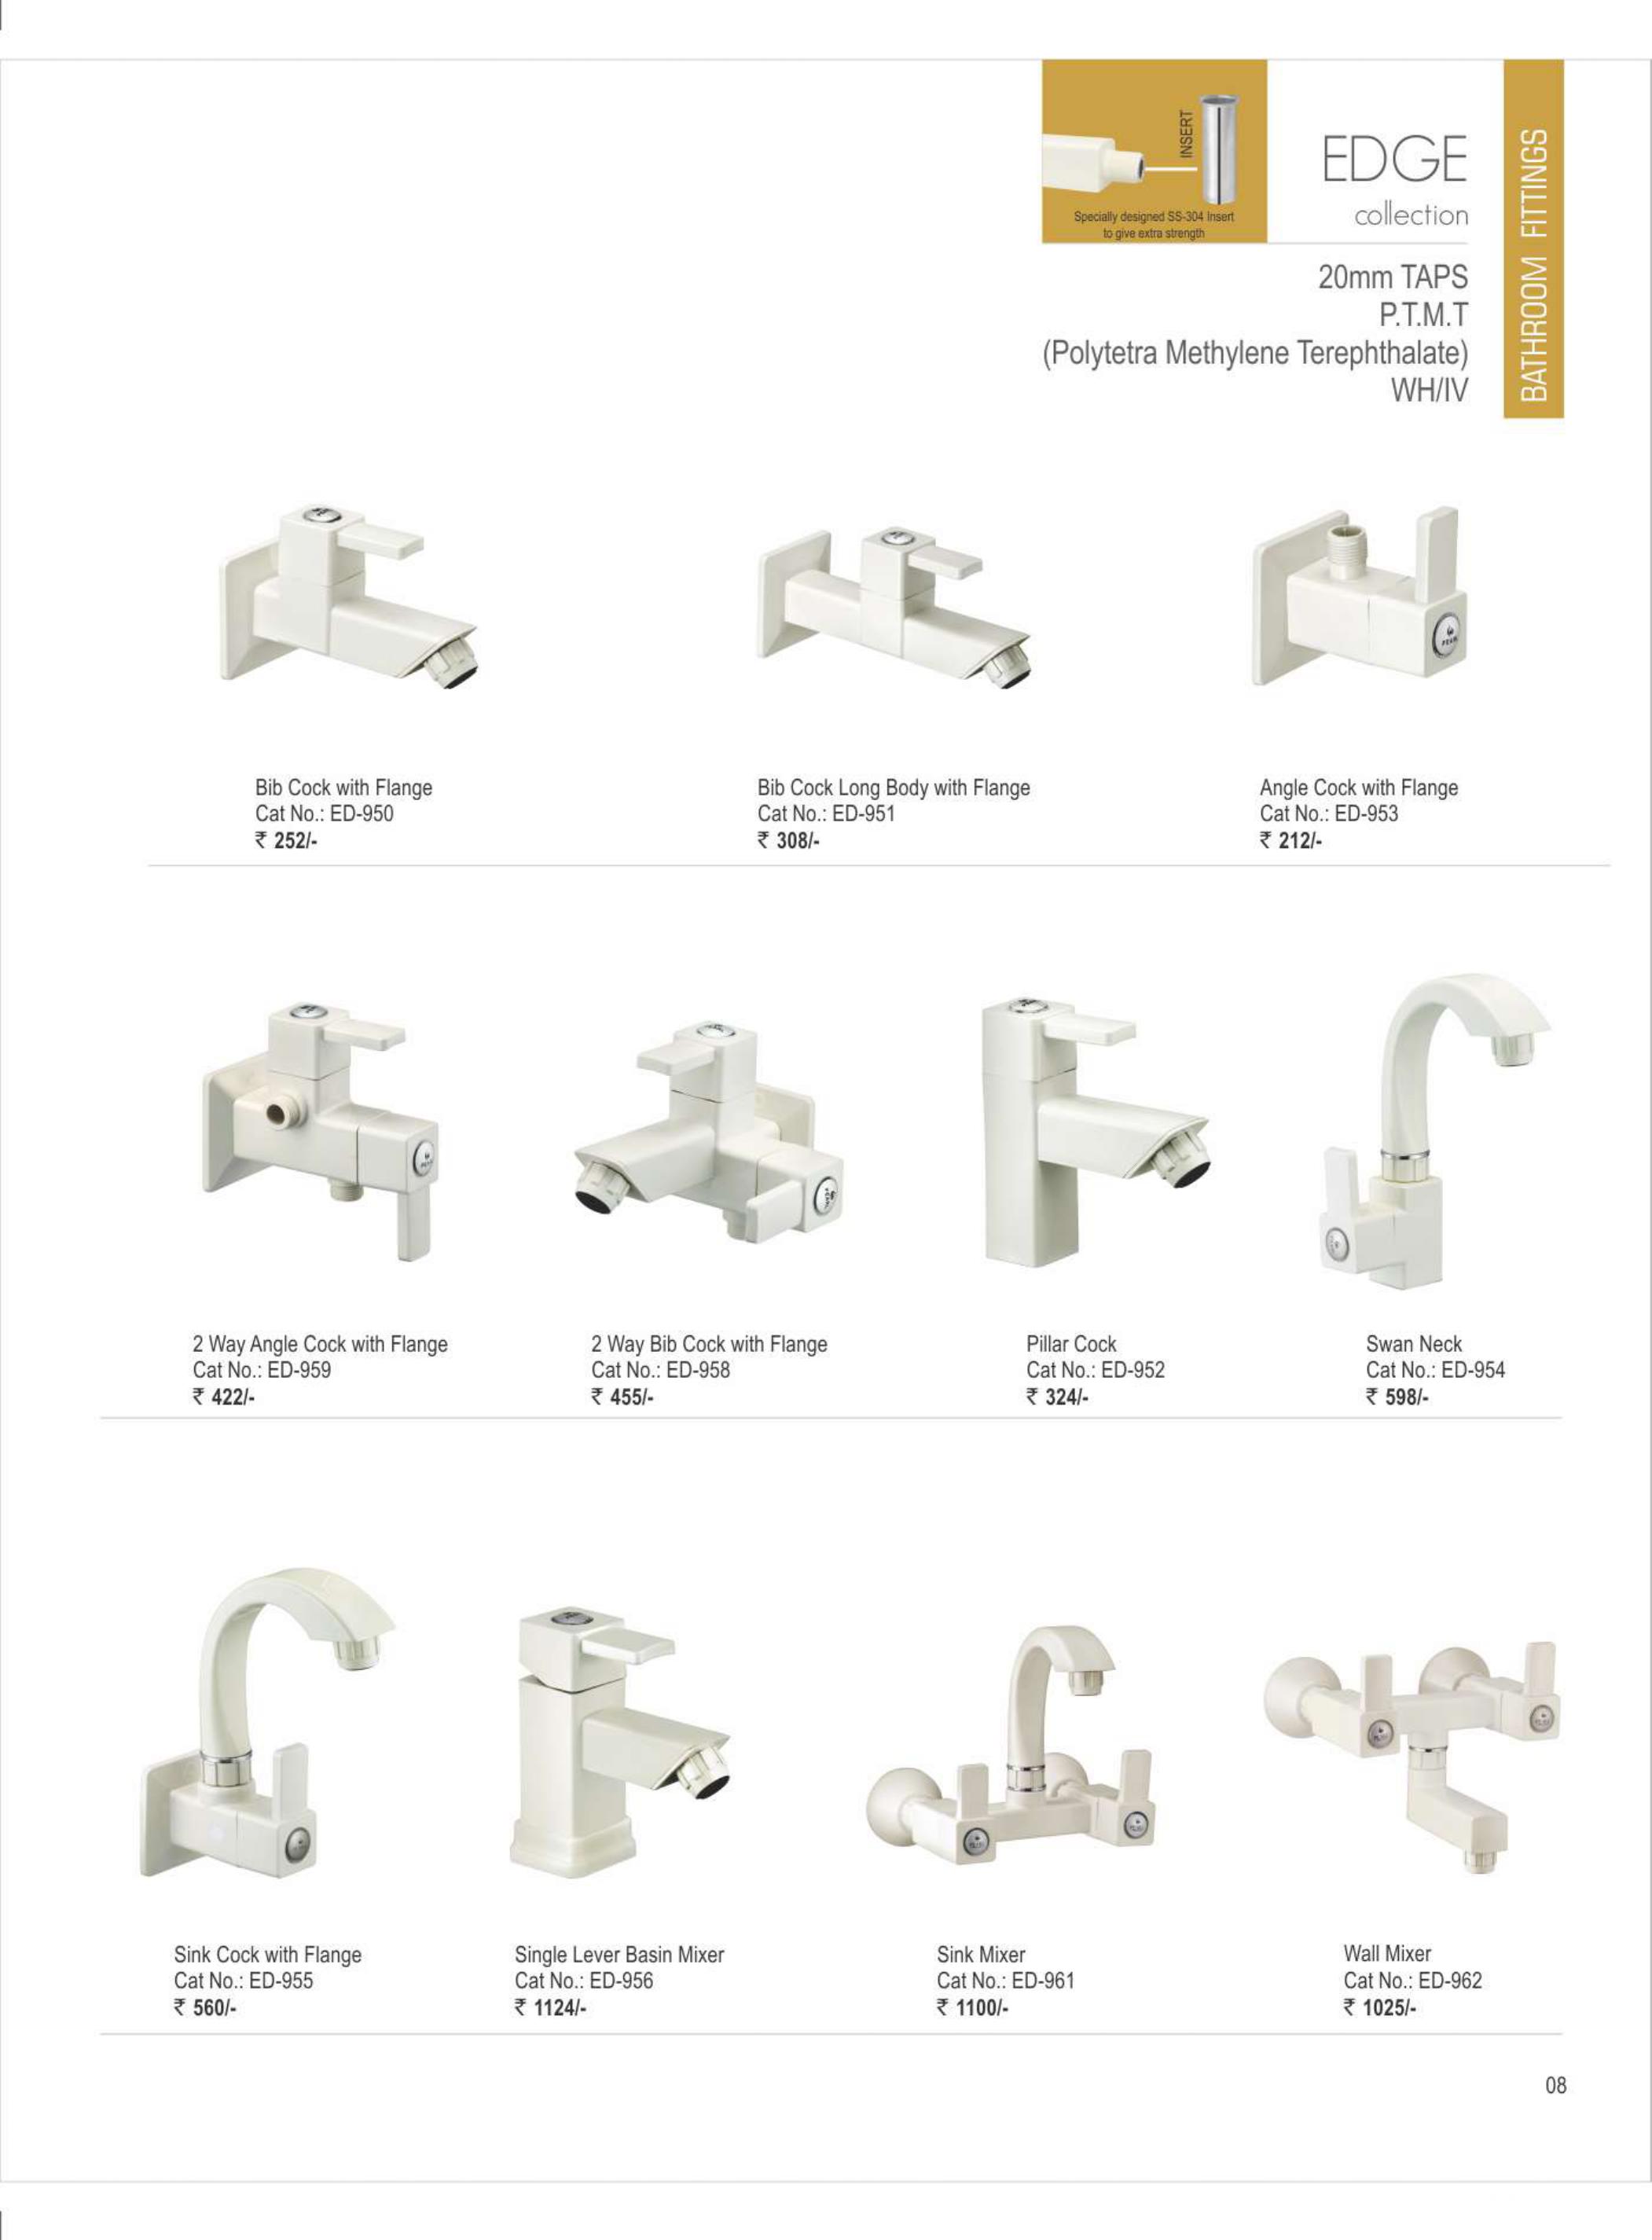 INSERT
Specially designed SS-304 Insert
to give extra strength
EDGE
collection
20mm TAPS
P.T.M.T
(Polytetra Methylene Terephthalate)
WH/IV
BATHROOM FITTINGS
Bib Cock with Flange
Cat No.: ED-950
₹ 252/-
Bib Cock Long Body with Flange
Cat No.: ED-951
₹ 308/-
Angle Cock with Flange
Cat No.: ED-953
₹ 212/-
2 Way Angle Cock with Flange
Cat No.: ED-959
₹ 422/-
2 Way Bib Cock with Flange
Cat No.: ED-958
₹ 455/-
Pillar Cock
Cat No.: ED-952
₹ 324/-
Swan Neck
Cat No.: ED-954
₹ 598/-
Sink Cock with Flange
Cat No.: ED-955
₹ 560/-
Single Lever Basin Mixer
Cat No.: ED-956
₹ 1124/-
Sink Mixer
Cat No.: ED-961
₹ 1100/-
Wall Mixer
Cat No.: ED-962
₹ 1025/-
08